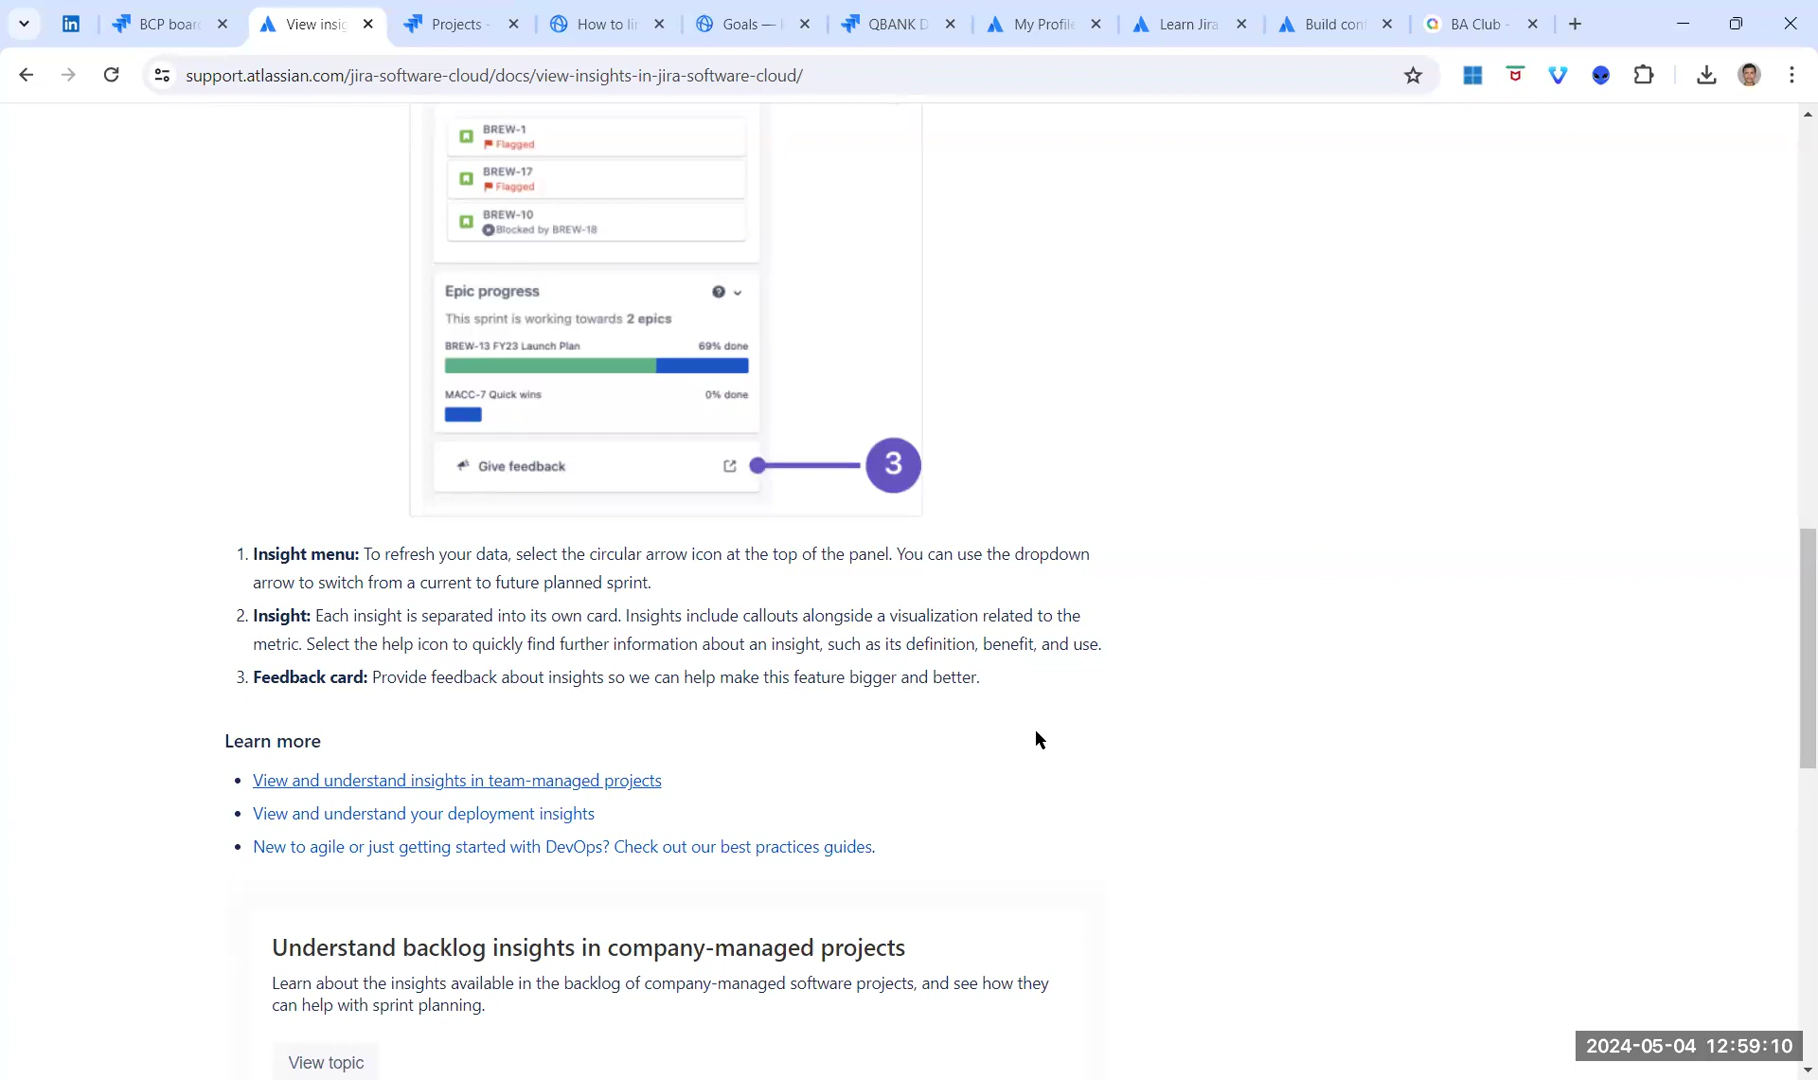 BCP boar
View insi
Projects -
How to lin
Goals —
QBANK D
My Profile
Learn Jira
Build con
BA Club -
support.atlassian.com/jira-software-cloud/docs/view-insights-in-jira-software-cloud/
BREW-1
Flagged
BREW-17
Flagged
BREW-10
Blocked by BREW-18
Epic progress
This sprint is working towards 2 epics
BREW-13 FY23 Launch Plan 69% done
MACC-7 Quick wins 0% done
Give feedback
3
1. Insight menu: To refresh your data, select the circular arrow icon at the top of the panel. You can use the dropdown
arrow to switch from a current to future planned sprint.
2. Insight: Each insight is separated into its own card. Insights include callouts alongside a visualization related to the
metric. Select the help icon to quickly find further information about an insight, such as its definition, benefit, and use.
3. Feedback card: Provide feedback about insights so we can help make this feature bigger and better.
Learn more
• View and understand insights in team-managed projects
• View and understand your deployment insights
• New to agile or just getting started with DevOps? Check out our best practices guides.
Understand backlog insights in company-managed projects
Learn about the insights available in the backlog of company-managed software projects, and see how they
can help with sprint planning.
View topic
2024-05-04 12:59:10